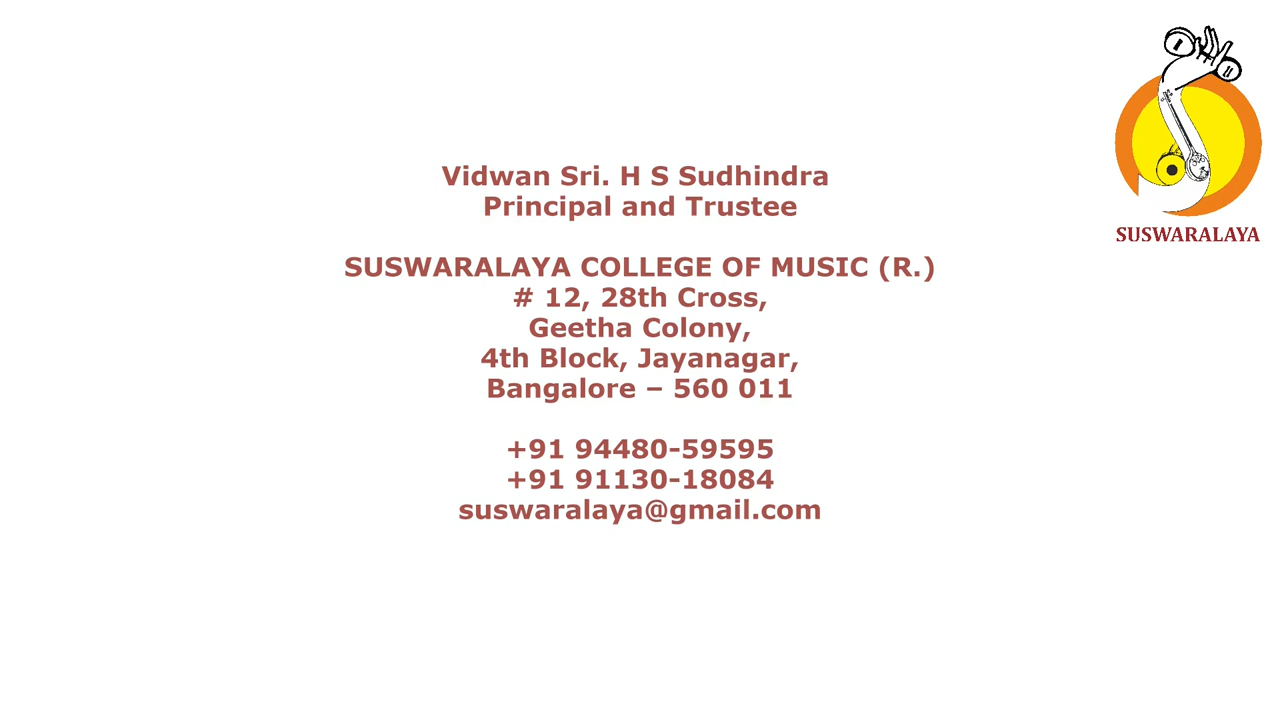 Vidwan Sri. H S Sudhindra
Principal and Trustee
SUSWARALAYA COLLEGE OF MUSIC (R.)
# 12, 28th Cross,
Geetha Colony,
4th Block, Jayanagar,
Bangalore – 560 011
+91 94480-59595
+91 91130-18084
suswaralaya@gmail.com
SUSWARALAYA